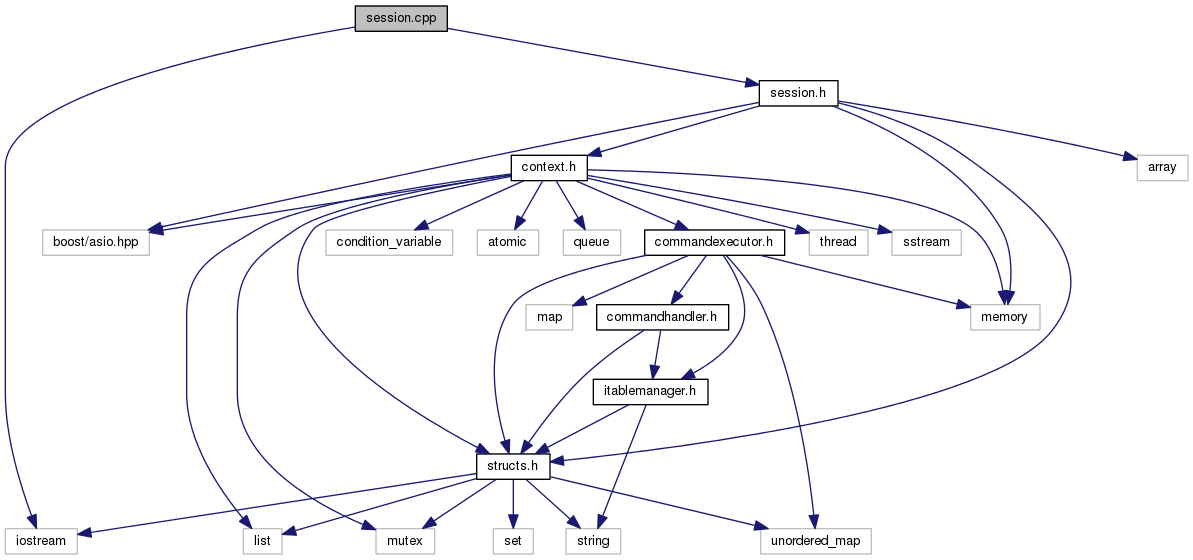 session.cpp
session.h
context.h
array
boost/asio.hpp
condition_variable
atomic
queue
commandexecutor.h
thread
sstream
map
commandhandler.h
memory
itablemanager.h
structs.h
iostream
list
mutex
set
string
unordered_map